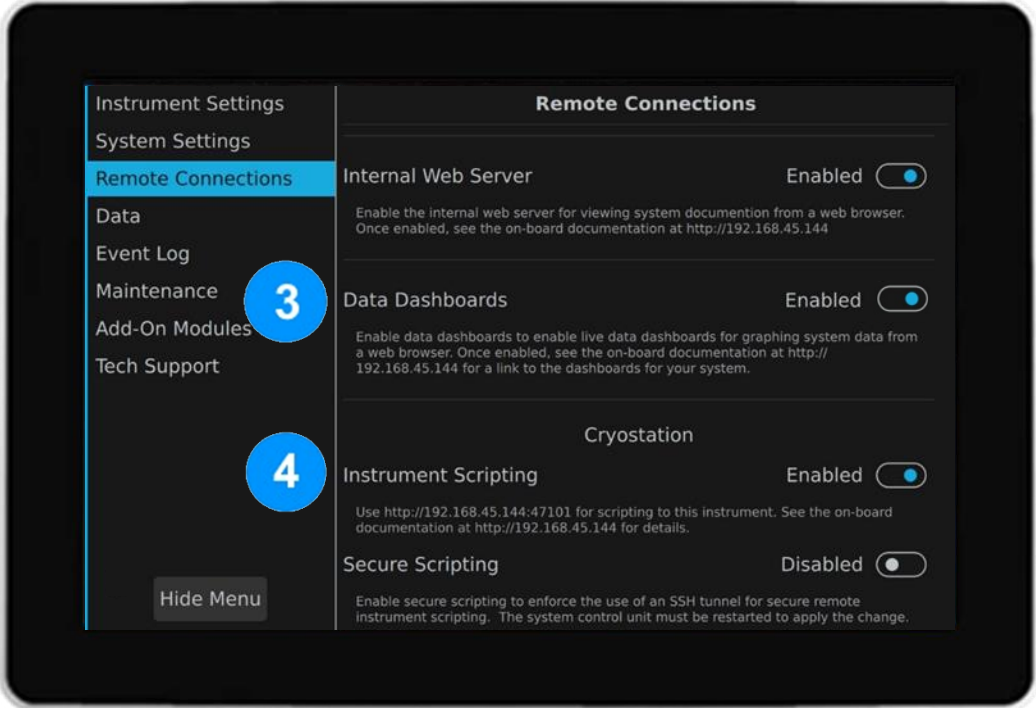 Instrument Settings
System Settings
Remote Connections
Data
Event Log
Maintenance
Add-On Modules
Tech Support
Hide Menu
3
4
Remote Connections
Internal Web Server Enabled
Enable the internal web server for viewing system documention from a web browser.
Once enabled, see the on-board documentation at http://192.168.45.144
Data Dashboards Enabled
Enable data dashboards to enable live data dashboards for graphing system data from
a web browser. Once enabled, see the on-board documentation at http://
192.168.45.144 for a link to the dashboards for your system.
Cryostation
Instrument Scripting Enabled
Use http://192.168.45.144:47101 for scripting to this instrument. See the on-board
documentation at http://192.168.45.144 for details.
Secure Scripting Disabled
Enable secure scripting to enforce the use of an SSH tunnel for secure remote
instrument scripting. The system control unit must be restarted to apply the change.